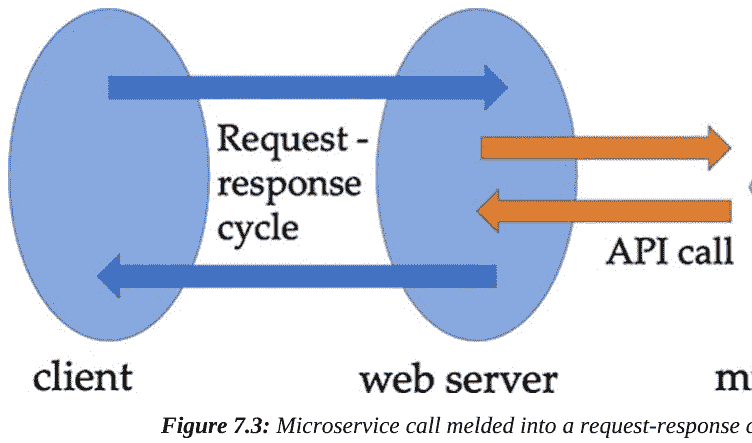 Request -
response
cycle
API call
client
web server
Figure 7.3: Microservice call melded into a request-response